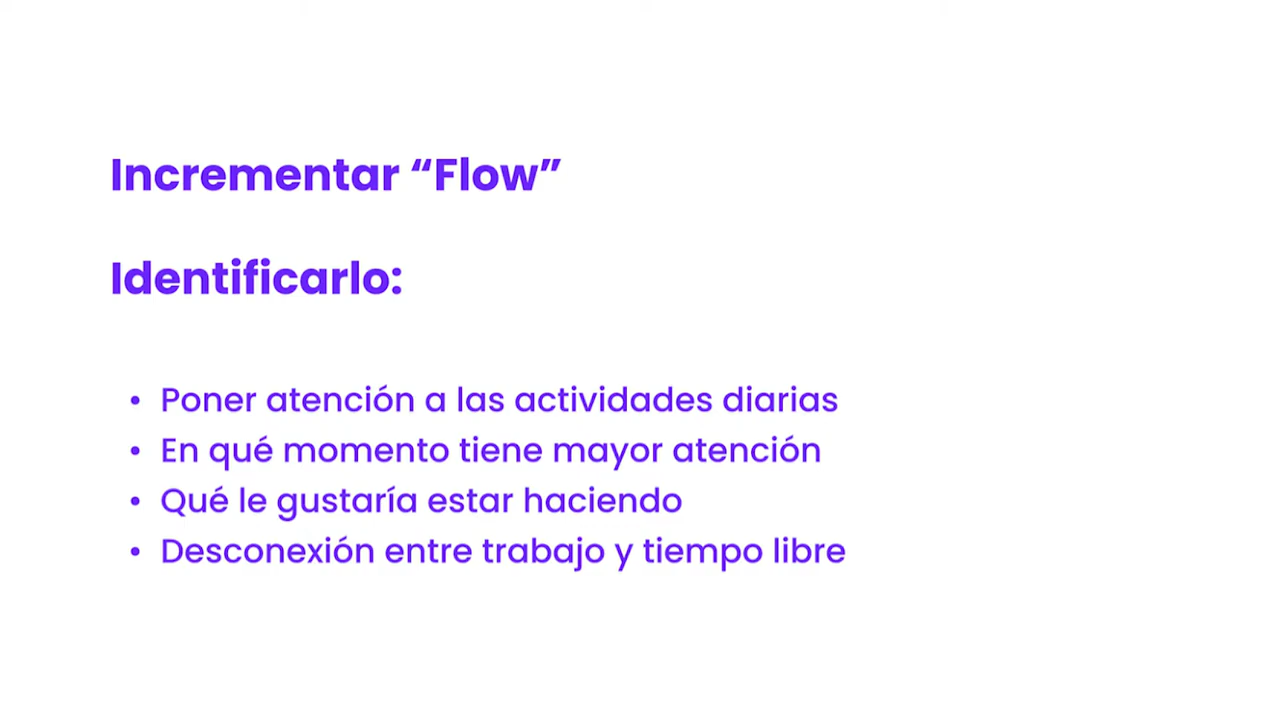 Incrementar “Flow”
Identificarlo:
• Poner atención a las actividades diarias
• En qué momento tiene mayor atención
• Qué le gustaría estar haciendo
• Desconexión entre trabajo y tiempo libre